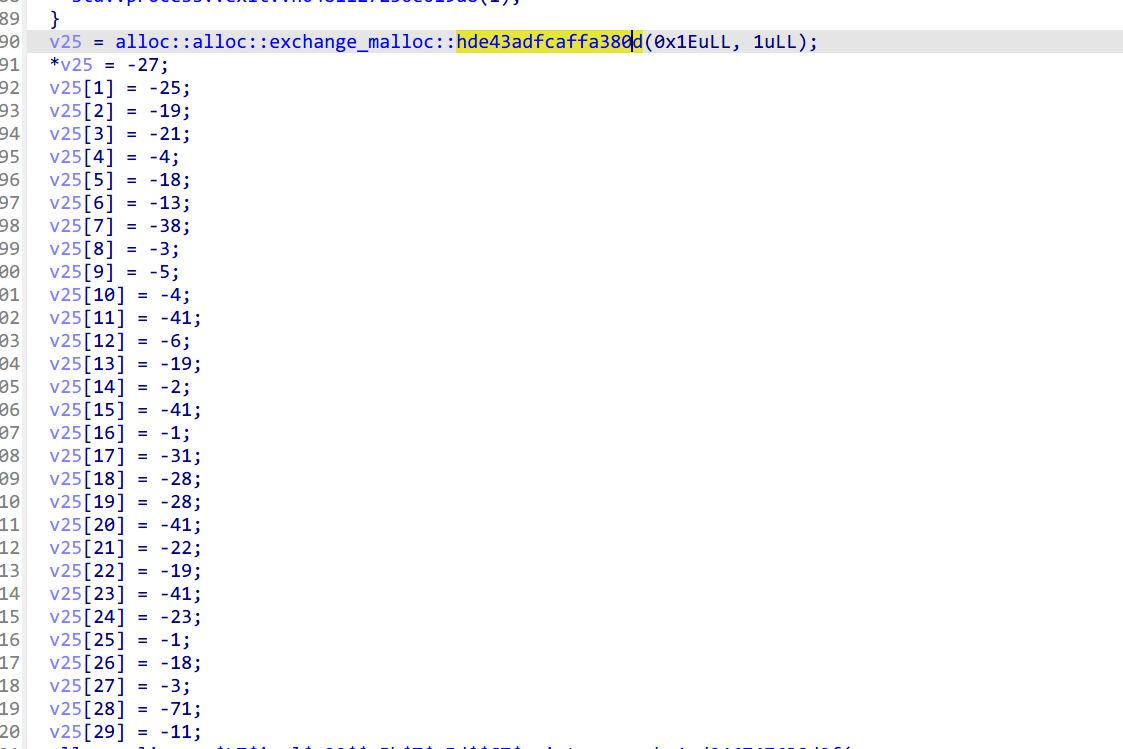 89 }
90 v25 = alloc::alloc::exchange_malloc::hde43adfcaffa380d(0x1EuLL, 1uLL);
91 *v25 = -27;
92 v25[1] = -25;
93 v25[2] = -19;
94 v25[3] = -21;
95 v25[4] = -4;
96 v25[5] = -18;
97 v25[6] = -13;
98 v25[7] = -38;
99 v25[8] = -3;
00 v25[9] = -5;
01 v25[10] = -4;
02 v25[11] = -41;
03 v25[12] = -6;
04 v25[13] = -19;
05 v25[14] = -2;
06 v25[15] = -41;
07 v25[16] = -1;
08 v25[17] = -31;
09 v25[18] = -28;
10 v25[19] = -28;
11 v25[20] = -41;
12 v25[21] = -22;
13 v25[22] = -19;
14 v25[23] = -41;
15 v25[24] = -23;
16 v25[25] = -1;
17 v25[26] = -18;
18 v25[27] = -3;
19 v25[28] = -71;
20 v25[29] = -11;